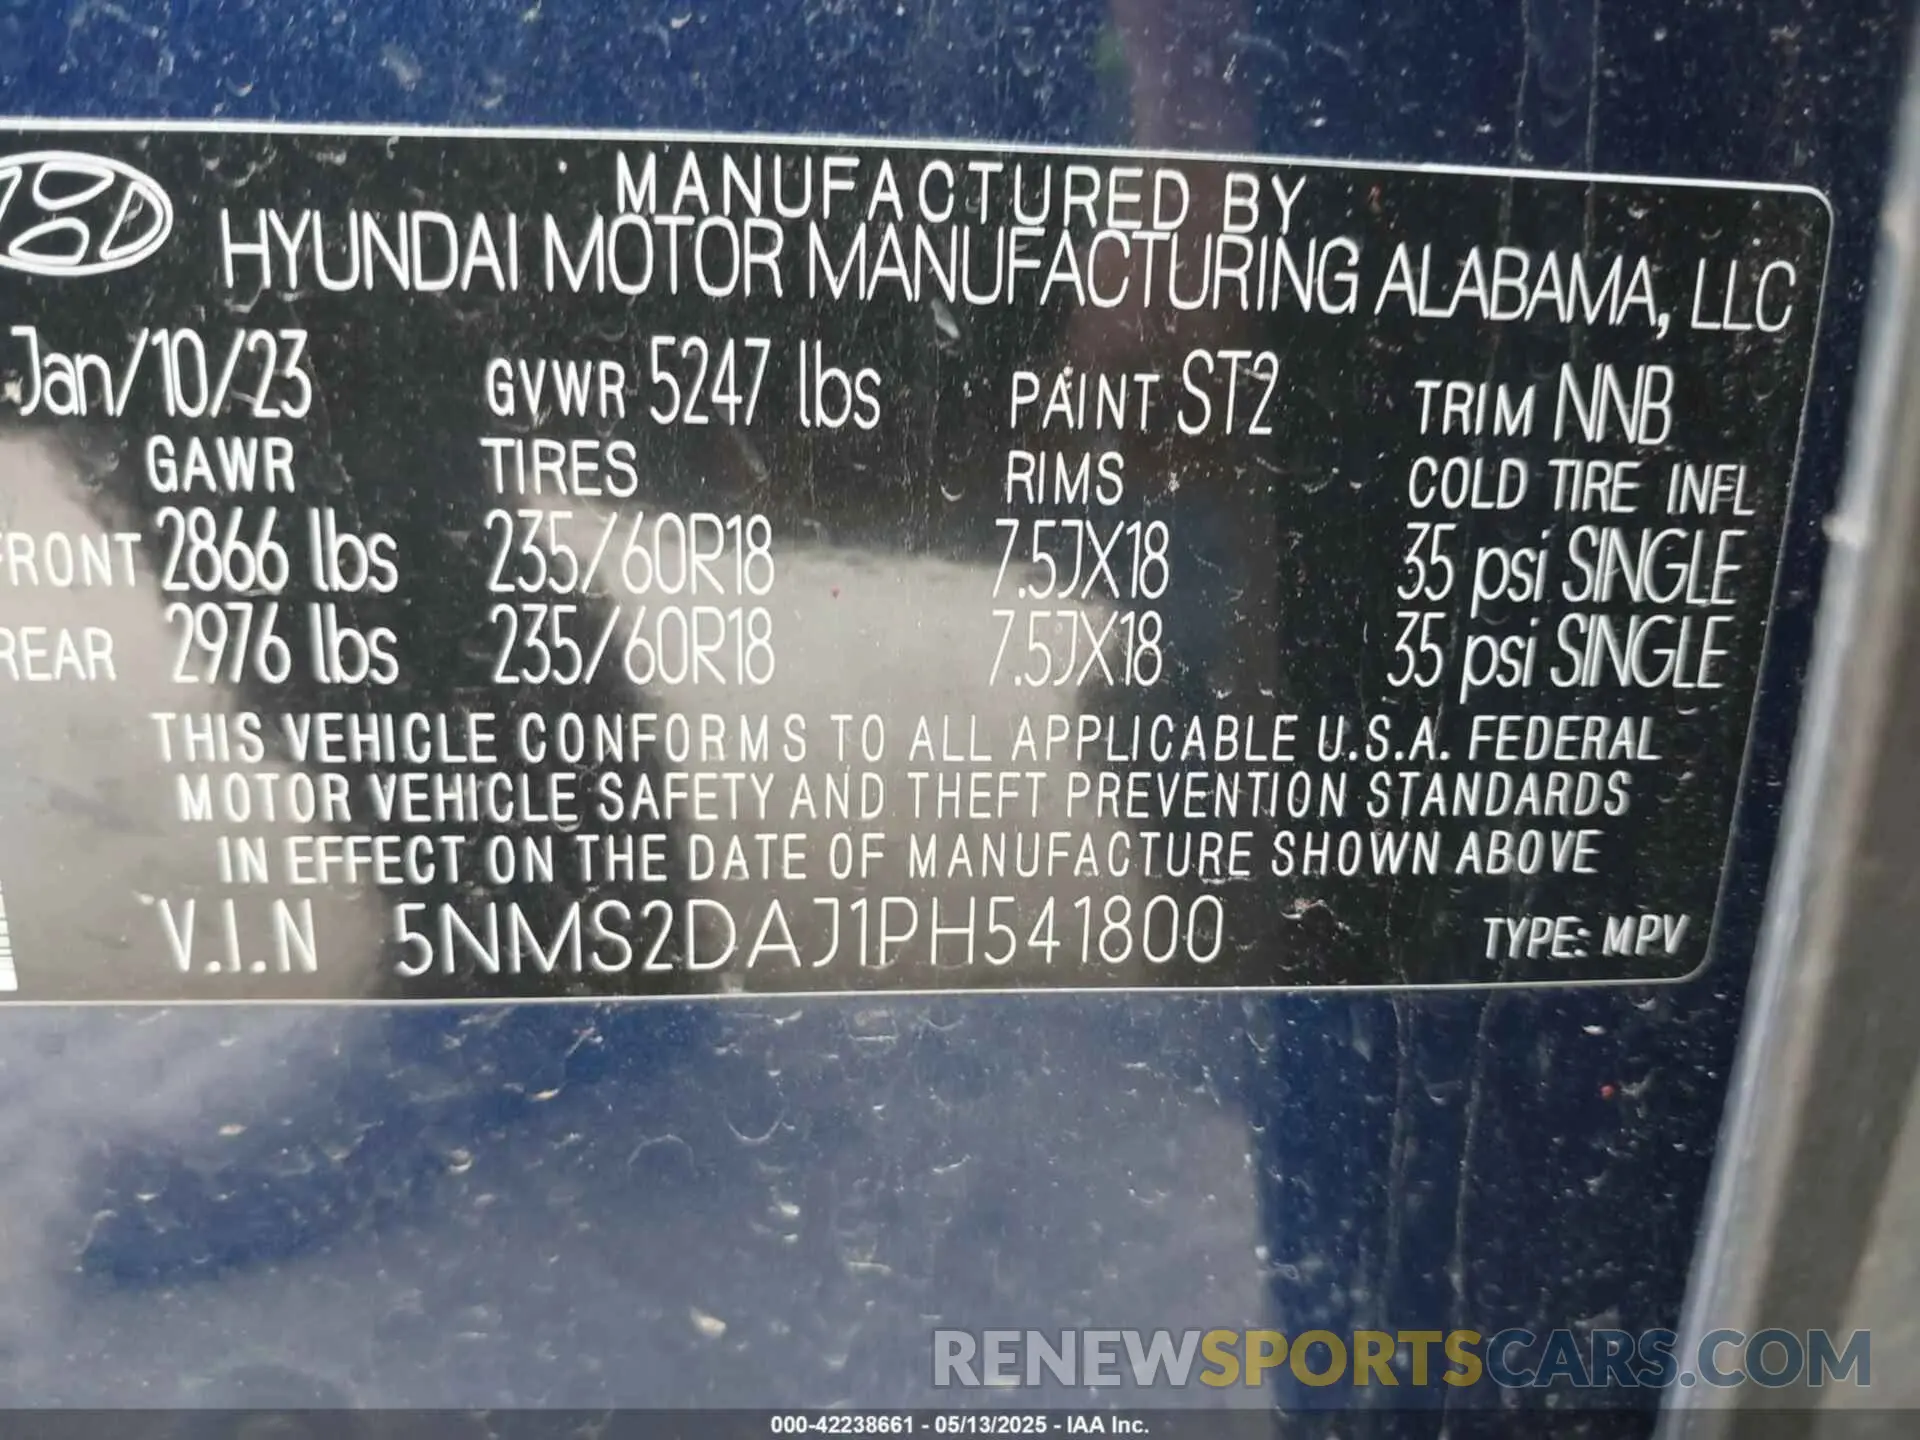 MANUFACTURED BY
HYUNDAI MOTOR MANUFACTURING ALABAMA, LLC
Jan/10/23 GVWR 5247 lbs PAINT ST2 TRIM NNB
GAWR TIRES RIMS COLD TIRE INFL
FRONT 2866 lbs 235/60R18 7.5JX18 35 psi SINGLE
REAR 2976 lbs 235/60R18 7.5JX18 35 psi SINGLE
THIS VEHICLE CONFORMS TO ALL APPLICABLE U.S.A. FEDERAL
MOTOR VEHICLE SAFETY AND THEFT PREVENTION STANDARDS
IN EFFECT ON THE DATE OF MANUFACTURE SHOWN ABOVE
V.I.N 5NMS2DAJ1PH541800 TYPE: MPV
RENEWSPORTSCARS.COM
000-42238661 - 05/13/2025 - IAA Inc.